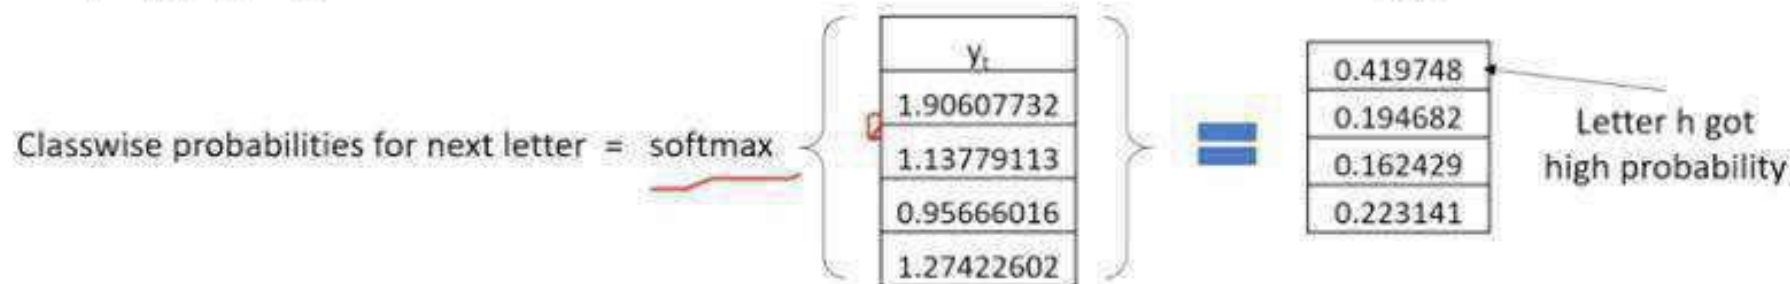 Classwise probabilities for next letter = softmax
yt
1.90607732
1.13779113
0.95666016
1.27422602
0.419748
0.194682
0.162429
0.223141
Letter h got
high probability